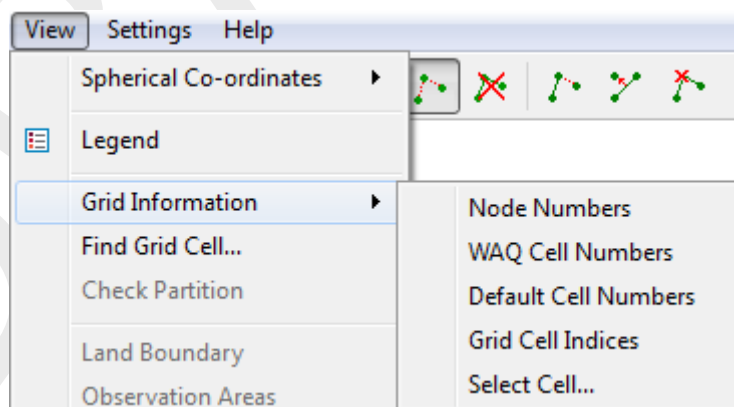 View Settings Help
Spherical Co-ordinates
Legend
Grid Information
Find Grid Cell...
Check Partition
Land Boundary
Observation Areas
Node Numbers
WAQ Cell Numbers
Default Cell Numbers
Grid Cell Indices
Select Cell...